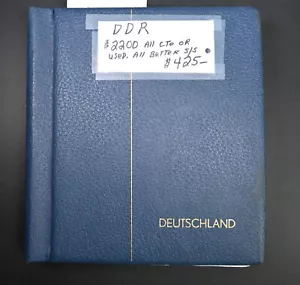 DDR
$2200 All CTO OR
USED. All BETTER S/S
$425-
DEUTSCHLAND